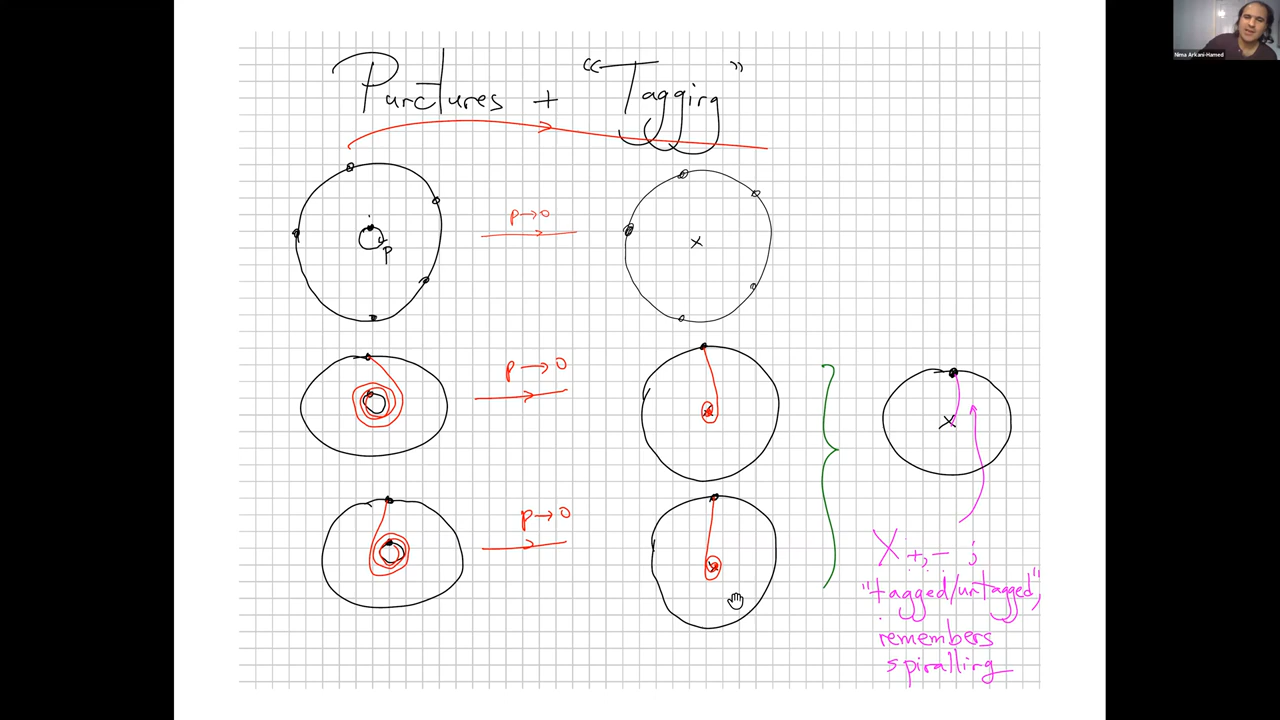 Punctures + "Tagging"
p
p → 0
x
p → 0
x
p → 0
X +,- ;
"tagged/untagged",
remembers
spiralling
Nima Arkani-Hamed